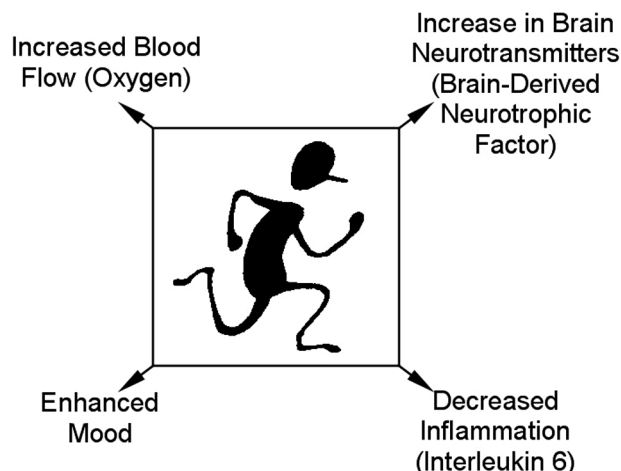 Increased Blood
Flow (Oxygen)
Increase in Brain
Neurotransmitters
(Brain-Derived
Neurotrophic
Factor)
Enhanced
Mood
Decreased
Inflammation
(Interleukin 6)